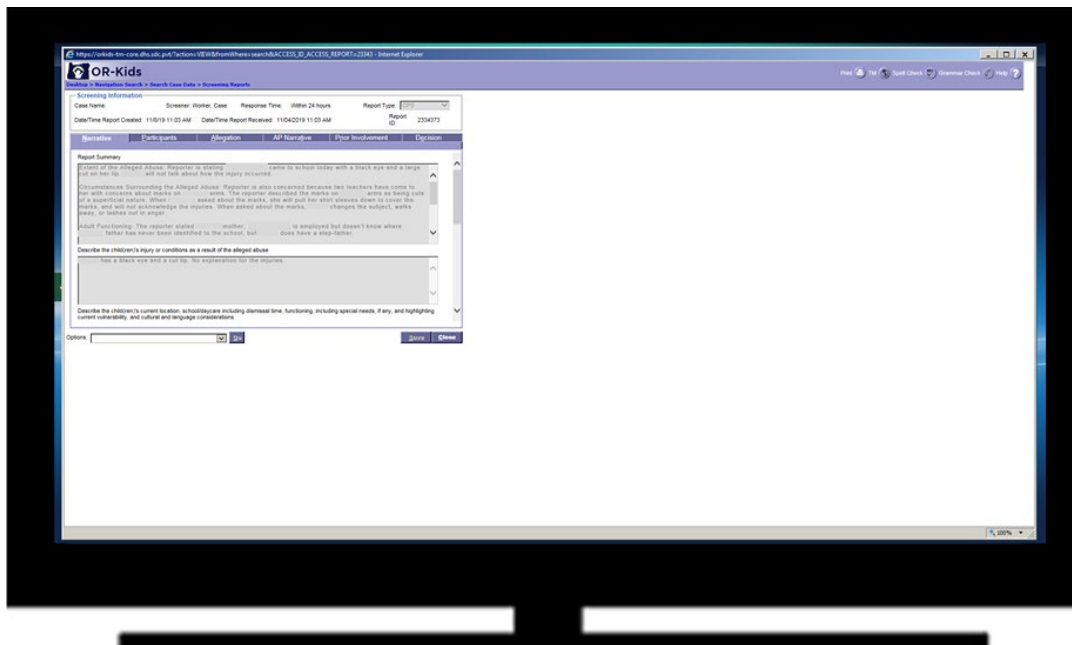 https://orkids-trn-core.dhs.sdc.pvt/?action=VIEW&fromWhere=search&ACCESS_ID_ACCESS_REPORT=23343 - Internet Explorer
OR-Kids
Print TM Spell Check Grammar Check Help
Desktop > Navigation Search > Search Case Data > Screening Reports
Screening Information
Case Name: Screener: Worker, Case Response Time: Within 24 hours Report Type: CPS
Date/Time Report Created: 11/8/19 11:03 AM Date/Time Report Received: 11/04/2019 11:03 AM Report ID: 2334373
Narrative Participants Allegation AP Narrative Prior Involvement Decision
Report Summary
Extent of the Alleged Abuse: Reporter is stating came to school today with a black eye and a large
cut on her lip. will not talk about how the injury occurred.
Circumstances Surrounding the Alleged Abuse: Reporter is also concerned because two teachers have come to
her with concerns about marks on arms. The reporter described the marks on arms as being cuts
of a superficial nature. When asked about the marks, she will pull her shirt sleeves down to cover the
marks, and will not acknowledge the injuries. When asked about the marks, changes the subject, walks
away, or lashes out in anger.
Adult Functioning: The reporter stated mother, , is employed but doesn't know where.
father has never been identified to the school, but does have a step-father.
Describe the child(ren)'s injury or conditions as a result of the alleged abuse
has a black eye and a cut lip. No explanation for the injuries.
Describe the child(ren)'s current location, school/daycare including dismissal time, functioning, including special needs, if any, and highlighting
current vulnerability, and cultural and language considerations
Options: Go Save Close
100%